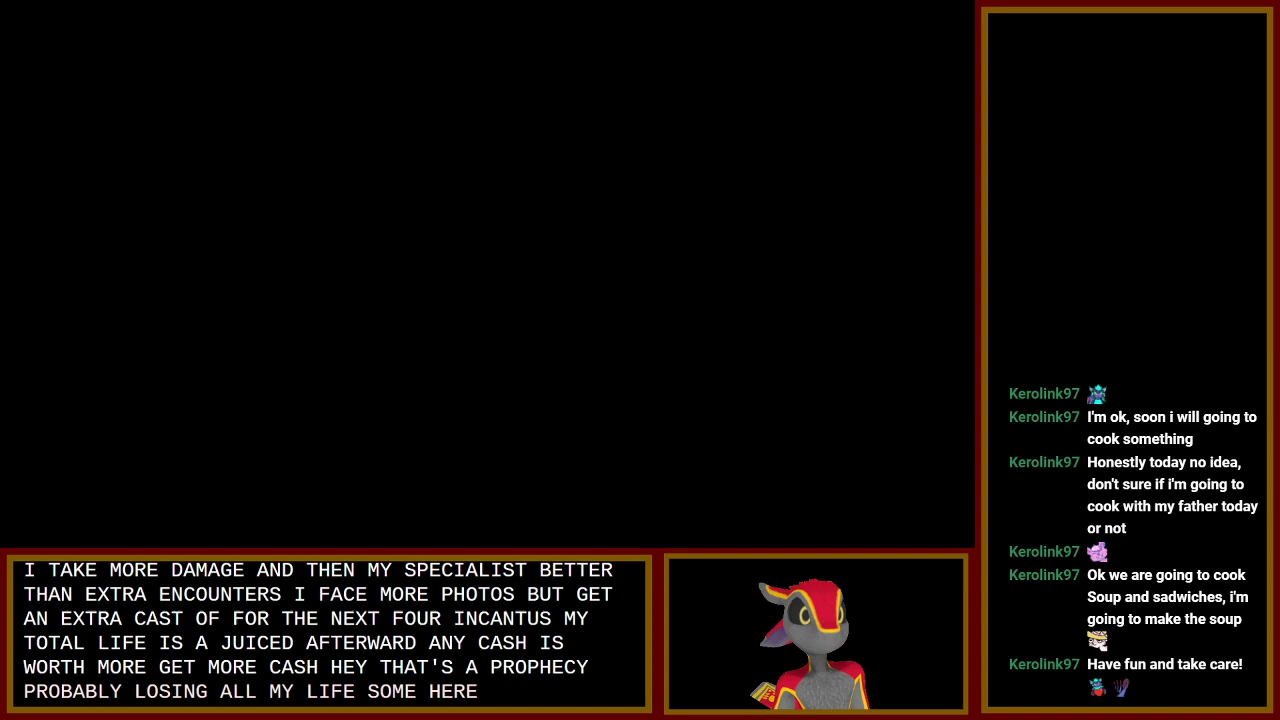 I TAKE MORE DAMAGE AND THEN MY SPECIALIST BETTER
THAN EXTRA ENCOUNTERS I FACE MORE PHOTOS BUT GET
AN EXTRA CAST OF FOR THE NEXT FOUR INCANTUS MY
TOTAL LIFE IS A JUICED AFTERWARD ANY CASH IS
WORTH MORE GET MORE CASH HEY THAT'S A PROPHECY
PROBABLY LOSING ALL MY LIFE SOME HERE
Kerolink97
Kerolink97 I'm ok, soon i will going to
cook something
Kerolink97 Honestly today no idea,
don't sure if i'm going to
cook with my father today
or not
Kerolink97
Kerolink97 Ok we are going to cook
Soup and sadwiches, i'm
going to make the soup
Kerolink97 Have fun and take care!